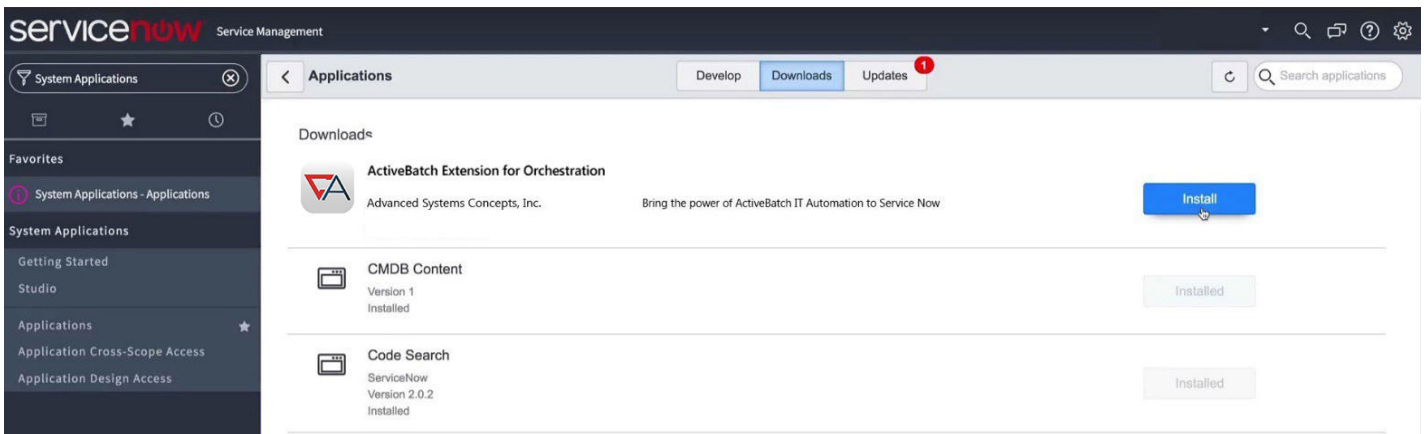 servicenow Service Management
System Applications
Applications
Develop
Downloads
Updates
1
Search applications
Favorites
System Applications - Applications
System Applications
Getting Started
Studio
Applications
Application Cross-Scope Access
Application Design Access
Downloads
ActiveBatch Extension for Orchestration
Advanced Systems Concepts, Inc.
Bring the power of ActiveBatch IT Automation to Service Now
Install
CMDB Content
Version 1
Installed
Installed
Code Search
ServiceNow
Version 2.0.2
Installed
Installed